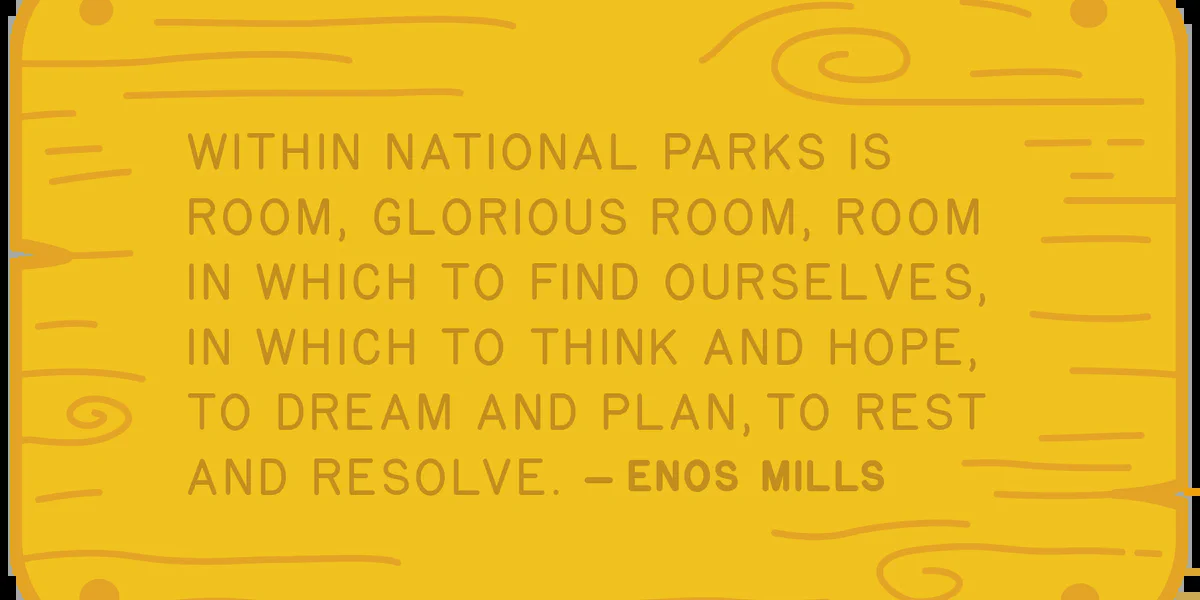 WITHIN NATIONAL PARKS IS
ROOM, GLORIOUS ROOM, ROOM
IN WHICH TO FIND OURSELVES,
IN WHICH TO THINK AND HOPE,
TO DREAM AND PLAN, TO REST
AND RESOLVE. — ENOS MILLS